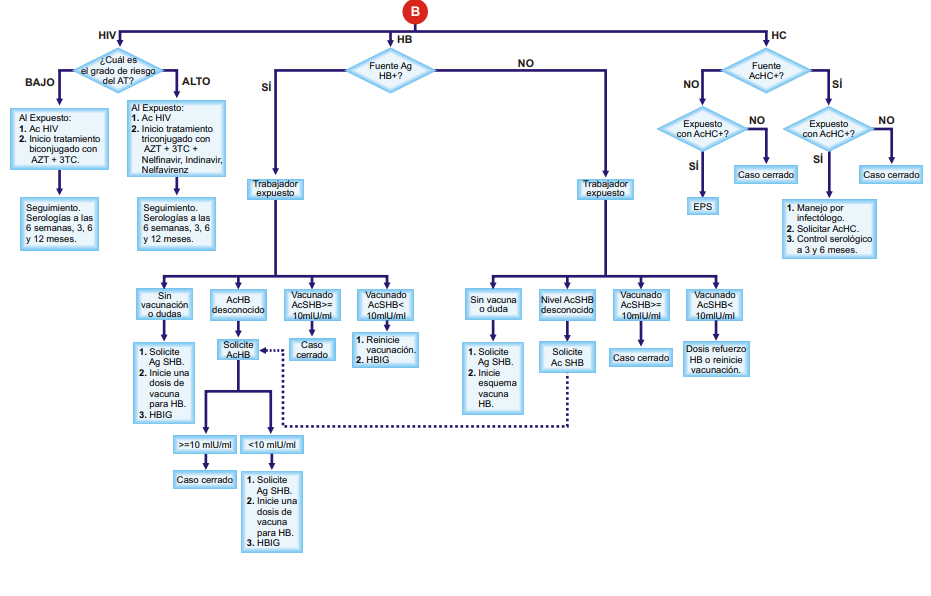 B
HIV
HB
HC
¿Cuál es
el grado de riesgo
del AT?
BAJO
ALTO
Al Expuesto:
1. Ac HIV
2. Inicio tratamiento
biconjugado con
AZT + 3TC.
Al Expuesto:
1. Ac HIV
2. Inicio tratamiento
triconjugado con
AZT + 3TC +
Nelfinavir, Indinavir,
Nelfavirenz
Seguimiento.
Serologías a las
6 semanas, 3, 6
y 12 meses.
Seguimiento.
Serologías a las
6 semanas, 3, 6
y 12 meses.
Fuente Ag
HB+?
SÍ
NO
Trabajador
expuesto
Trabajador
expuesto
Sin
vacunación
o dudas
AcHB
desconocido
Vacunado
AcSHB>=
10mlU/ml
Vacunado
AcSHB<
10mlU/ml
1. Solicite
Ag SHB.
2. Inicie una
dosis de
vacuna
para HB.
3. HBIG
Solicite
AcHB
Caso
cerrado
1. Reinicie
vacunación.
2. HBIG
>=10 mlU/ml
<10 mlU/ml
Caso cerrado
1. Solicite
Ag SHB.
2. Inicie una
dosis de
vacuna
para HB.
3. HBIG
Sin vacuna
o duda
Nivel AcSHB
desconocido
Vacunado
AcSHB>=
10mlU/ml
Vacunado
AcSHB<
10mlU/ml
1. Solicite
Ag SHB.
2. Inicie
esquema
vacuna
HB.
Solicite
Ac SHB
Caso cerrado
Dosis refuerzo
HB o reinicie
vacunación.
Fuente
AcHC+?
NO
SÍ
Expuesto
con AcHC+?
NO
SÍ
Caso cerrado
EPS
Expuesto
con AcHC+?
NO
SÍ
Caso cerrado
1. Manejo por
infectólogo.
2. Solicitar AcHC.
3. Control serológico
a 3 y 6 meses.